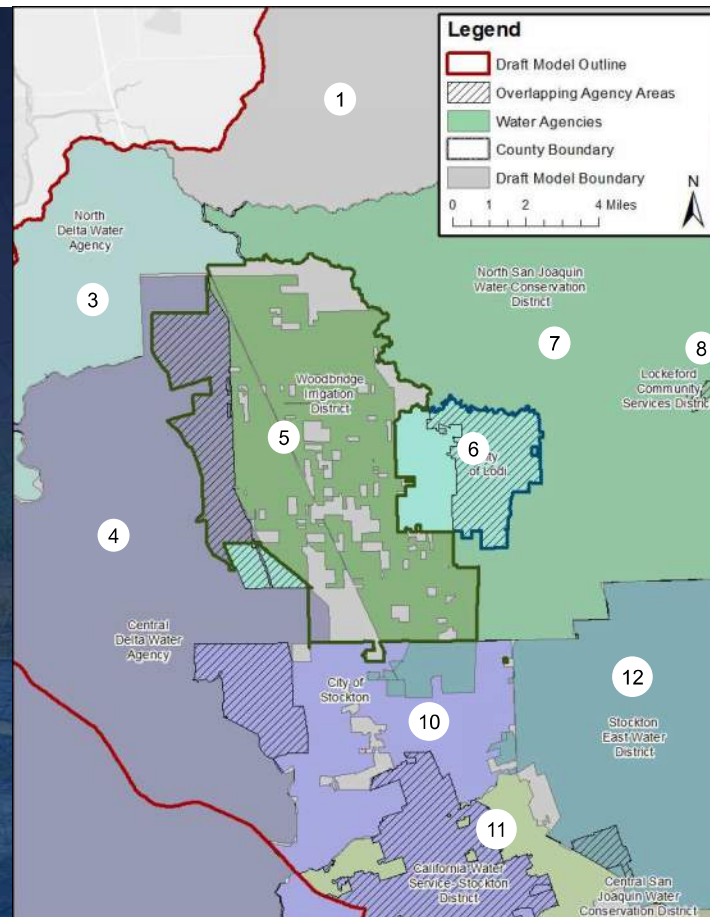 Legend
Draft Model Outline
Overlapping Agency Areas
Water Agencies
County Boundary
Draft Model Boundary
0 1 2 4 Miles
N
1
North
Delta Water
Agency
3
North San Joaquin
Water Conservation
District
7
8
Lockeford
Community
Services Distric
Woodbridge
Irrigation
District
5
6
of Lodi
4
Central
Delta Water
Agency
City of
Stockton
10
12
Stockton
East Water
District
11
California Water
Service-Stockton
District
Central San
Joaquin Water
Conservation District